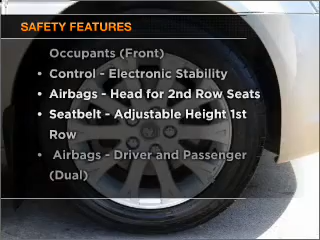 SAFETY FEATURES
Occupants (Front)
• Control - Electronic Stability
• Airbags - Head for 2nd Row Seats
• Seatbelt - Adjustable Height 1st
Row
• Airbags - Driver and Passenger
(Dual)